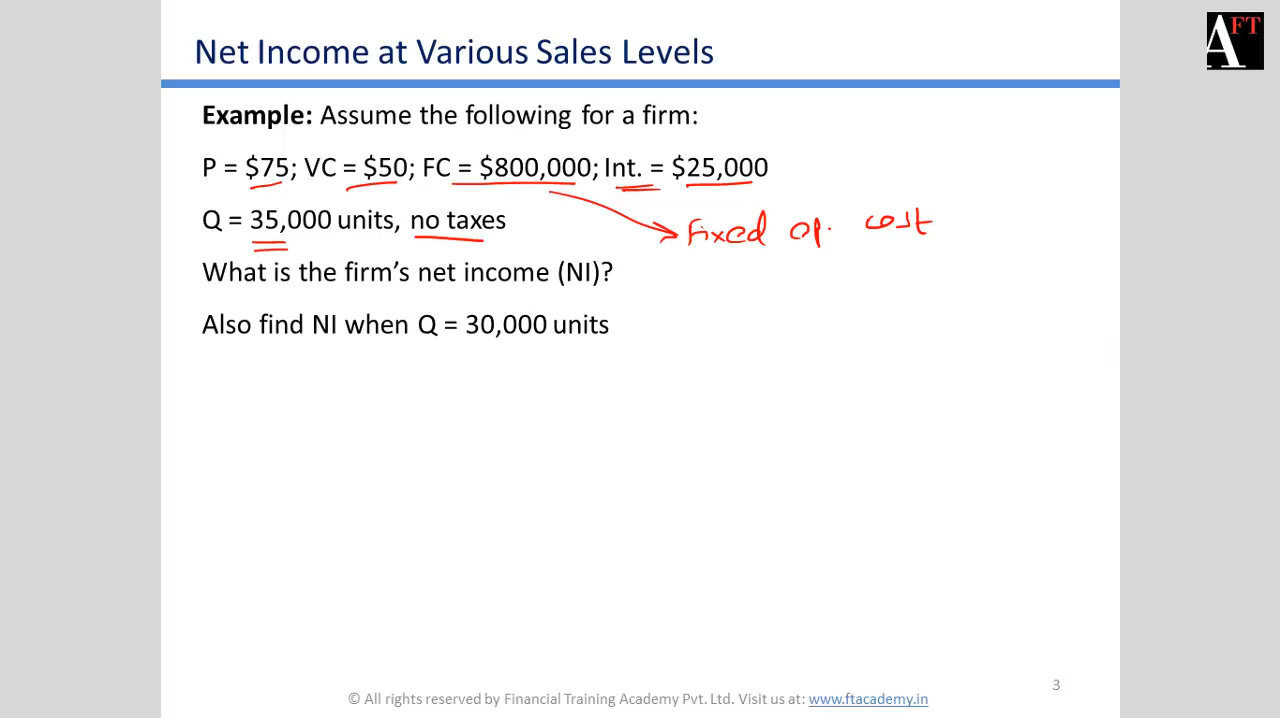 AFT
Net Income at Various Sales Levels
Example: Assume the following for a firm:
P = $75; VC = $50; FC = $800,000; Int. = $25,000
Q = 35,000 units, no taxes
Fixed op. cost
What is the firm’s net income (NI)?
Also find NI when Q = 30,000 units
3
© All rights reserved by Financial Training Academy Pvt. Ltd. Visit us at: www.ftacademy.in